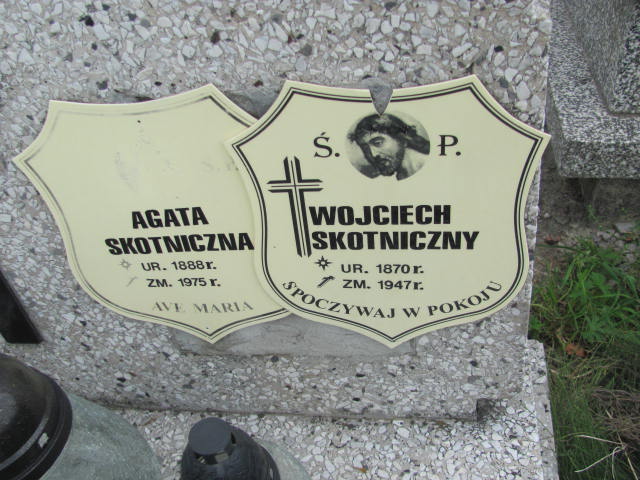 AGATA
SKOTNICZNA
UR. 1888 r.
ZM. 1975 r.
AVE MARIA
Ś. P.
WOJCIECH
SKOTNICZNY
UR. 1870 r.
ZM. 1947 r.
SPOCZYWAJ W POKOJU